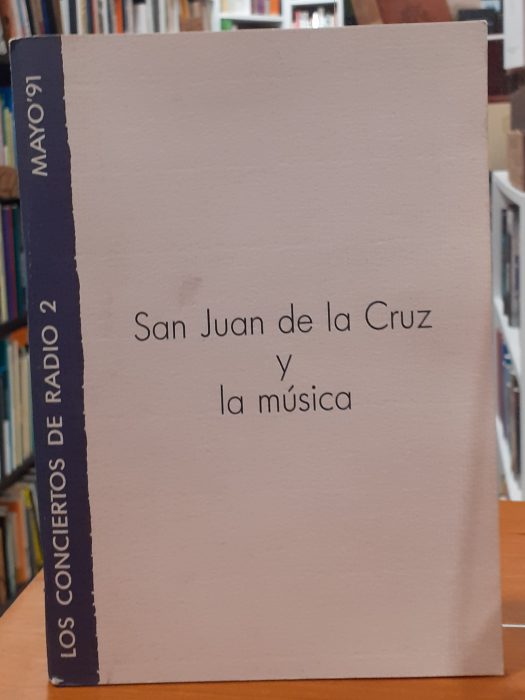 LOS CONCIERTOS DE RADIO 2 MAYO'91
San Juan de la Cruz
y
la música